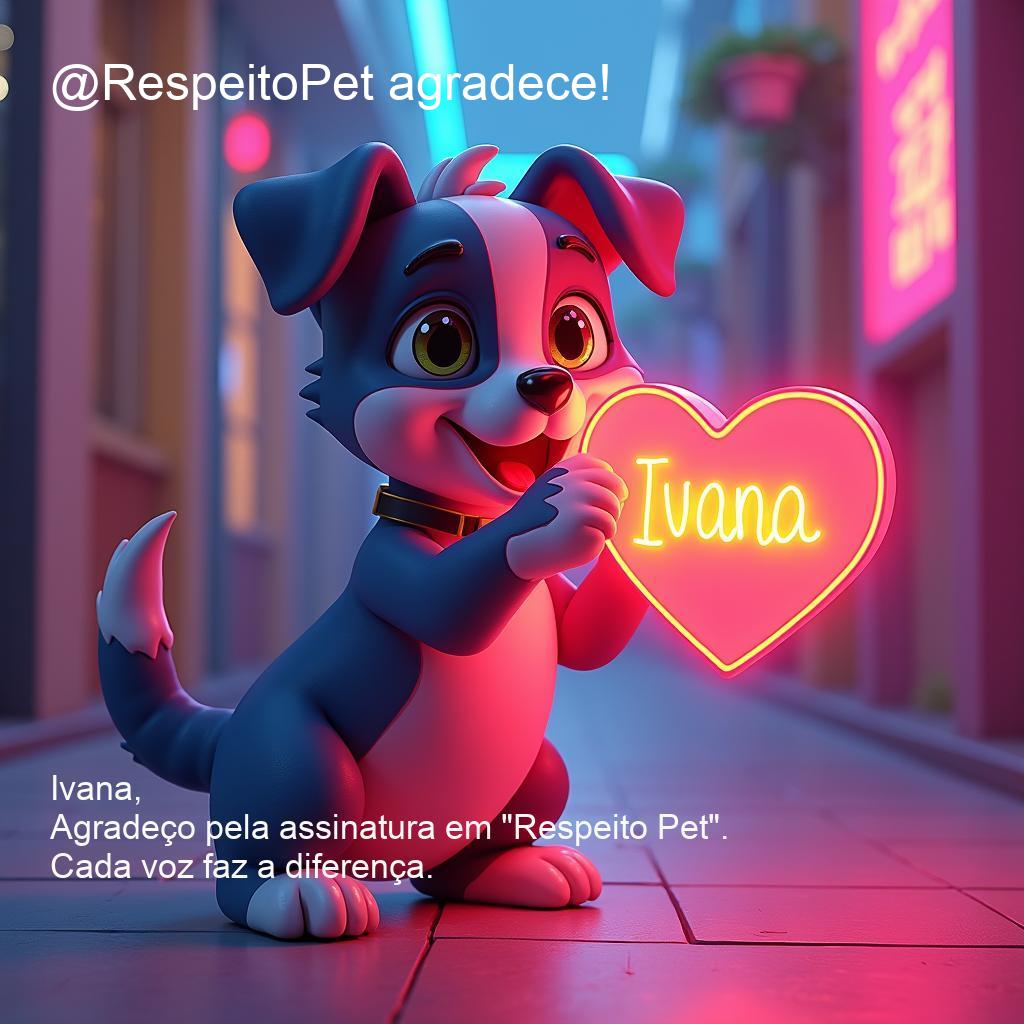 @RespeitoPet agradece!
Ivana
Ivana,
Agradeço pela assinatura em "Respeito Pet".
Cada voz faz a diferença.